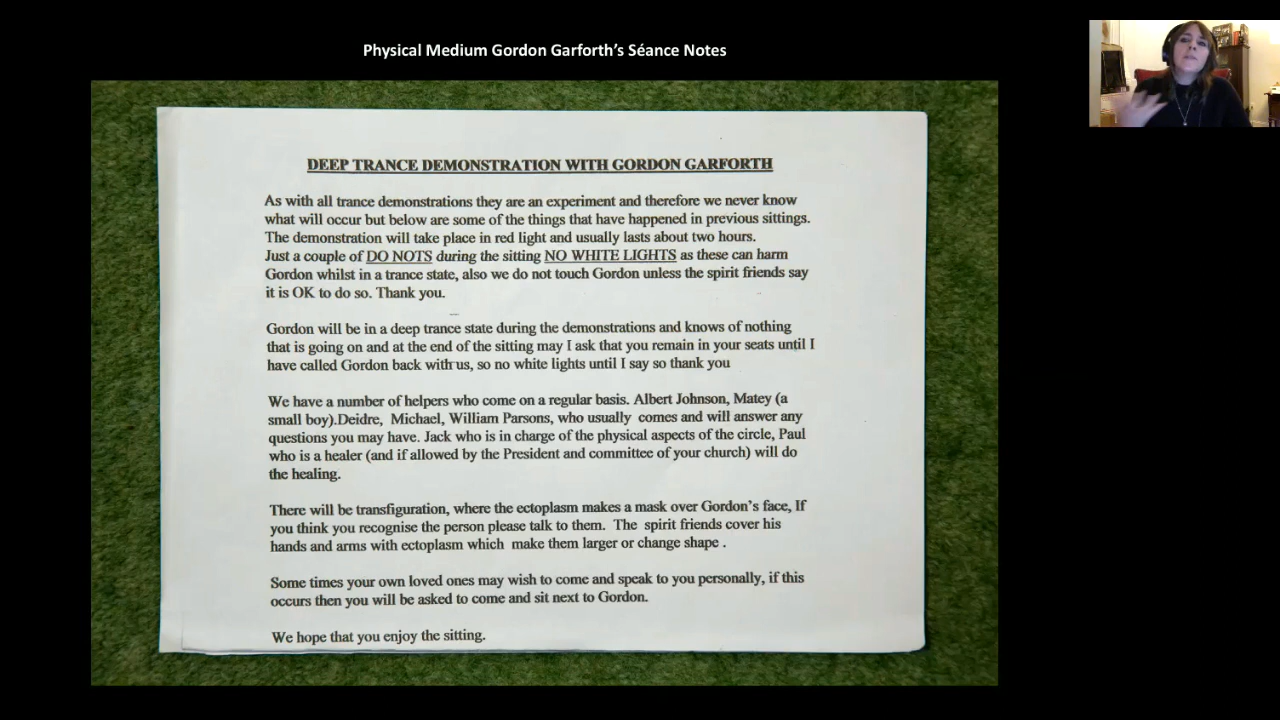 Physical Medium Gordon Garforth's Séance Notes
DEEP TRANCE DEMONSTRATION WITH GORDON GARFORTH
As with all trance demonstrations they are an experiment and therefore we never know
what will occur but below are some of the things that have happened in previous sittings.
The demonstration will take place in red light and usually lasts about two hours.
Just a couple of DO NOTS during the sitting NO WHITE LIGHTS as these can harm
Gordon whilst in a trance state, also we do not touch Gordon unless the spirit friends say
it is OK to do so. Thank you.
Gordon will be in a deep trance state during the demonstrations and knows of nothing
that is going on and at the end of the sitting may I ask that you remain in your seats until I
have called Gordon back with us, so no white lights until I say so thank you
We have a number of helpers who come on a regular basis. Albert Johnson, Matey (a
small boy).Deidre, Michael, William Parsons, who usually comes and will answer any
questions you may have. Jack who is in charge of the physical aspects of the circle, Paul
who is a healer (and if allowed by the President and committee of your church) will do
the healing.
There will be transfiguration, where the ectoplasm makes a mask over Gordon's face, If
you think you recognise the person please talk to them. The spirit friends cover his
hands and arms with ectoplasm which make them larger or change shape .
Some times your own loved ones may wish to come and speak to you personally, if this
occurs then you will be asked to come and sit next to Gordon.
We hope that you enjoy the sitting.